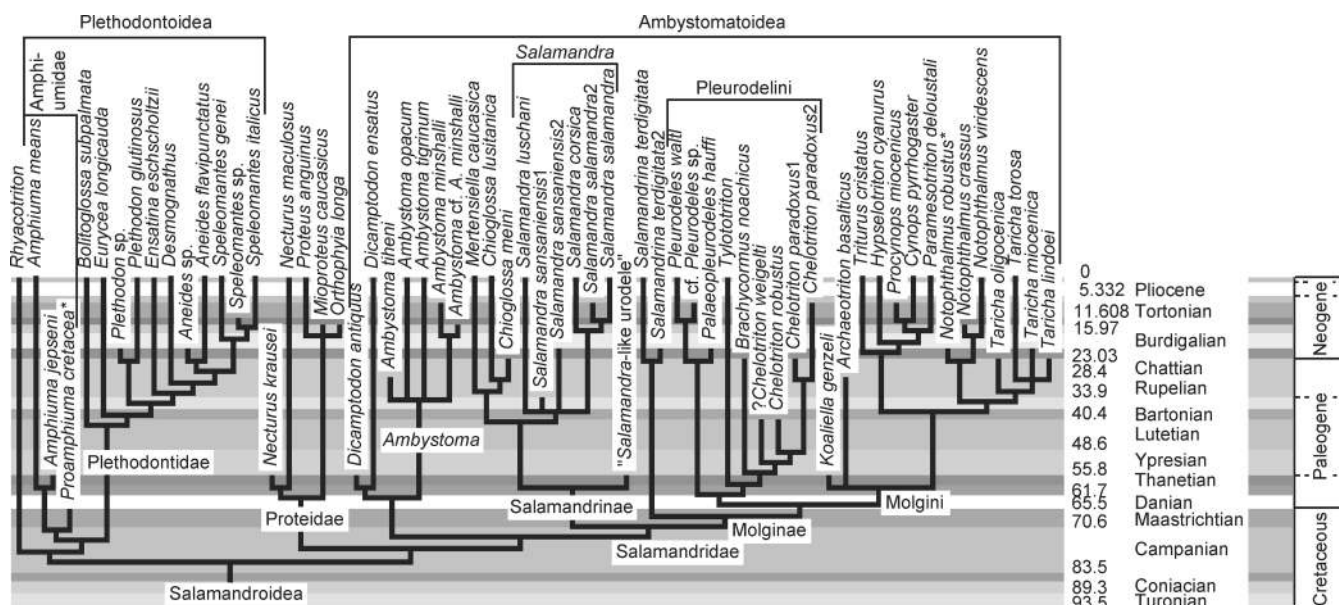 Plethodontoidea
Ambystomatoidea
Amphi-
umidae
Salamandra
Pleurodelini
Rhyacotriton
Amphiuma means
Amphiuma jepseni
Proamphiuma cretacea*
Bolitoglossa subpalmata
Eurycea longicauda
Plethodon sp.
Plethodon glutinosus
Ensatina eschscholtzii
Desmognathus
Aneides sp.
Aneides flavipunctatus
Speleomantes genei
Speleomantes sp.
Speleomantes italicus
Necturus krausei
Necturus maculosus
Proteus anguinus
Mioproteus caucasicus
Orthophyia longa
Dicamptodon antiquus
Dicamptodon ensatus
Ambystoma tiheni
Ambystoma opacum
Ambystoma tigrinum
Ambystoma minshalli
Ambystoma cf. A. minshalli
Mertensiella caucasica
Chioglossa lusitanica
Chioglossa meini
Salamandra luschani
Salamandra sansaniensis1
Salamandra sansaniensis2
Salamandra corsica
Salamandra salamandra2
Salamandra salamandra
"Salamandra-like urodele"
Salamandrina terdigitata
Salamandrina terdigitata2
Pleurodeles waltl
cf. Pleurodeles sp.
Palaeopleurodeles hauffi
Tylototriton
Brachycormus noachicus
?Chelotriton weigelti
Chelotriton robustus
Chelotriton paradoxus1
Chelotriton paradoxus2
Koaliella genzeli
Archaeotriton basalticus
Triturus cristatus
Hypselotriton cyanurus
Procynops miocenicus
Cynops pyrrhogaster
Paramesotriton deloustali
Notophthalmus robustus*
Notophthalmus crassus
Notophthalmus viridescens
Taricha oligocenica
Taricha torosa
Taricha miocenica
Taricha lindoei
Plethodontidae
Ambystoma
Proteidae
Salamandrinae
Molgini
Molginae
Salamandridae
Salamandroidea
0
5.332 Pliocene
11.608 Tortonian
15.97
Burdigalian
23.03
Chattian
28.4
Rupelian
33.9
40.4 Bartonian
Lutetian
48.6
Ypresian
55.8
Thanetian
61.7
65.5 Danian
70.6 Maastrichtian
Campanian
83.5
89.3 Coniacian
93.5 Turonian
Neogene
Paleogene
Cretaceous